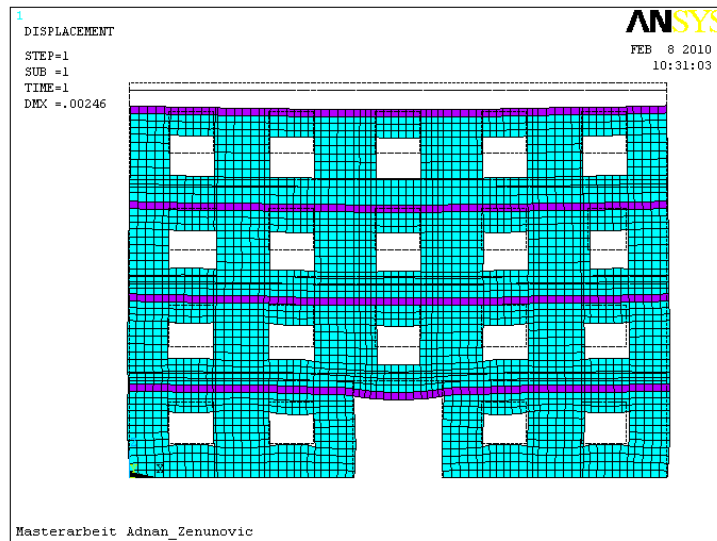 1
DISPLACEMENT
STEP=1
SUB =1
TIME=1
DMX =.00246
ANSYS
FEB 8 2010
10:31:03
X
Masterarbeit Adnan_Zenunovic